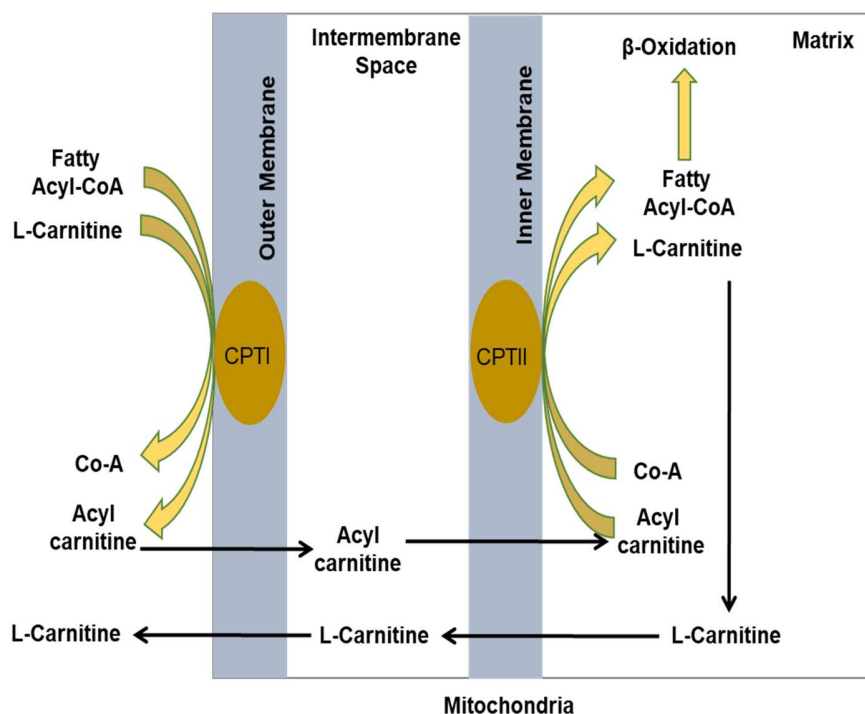 Intermembrane
Space
β-Oxidation
Matrix
Outer Membrane
Inner Membrane
Fatty
Acyl-CoA
L-Carnitine
Fatty
Acyl-CoA
L-Carnitine
CPTI
CPTII
Co-A
Co-A
Acyl
carnitine
Acyl
carnitine
Acyl
carnitine
L-Carnitine
L-Carnitine
L-Carnitine
Mitochondria